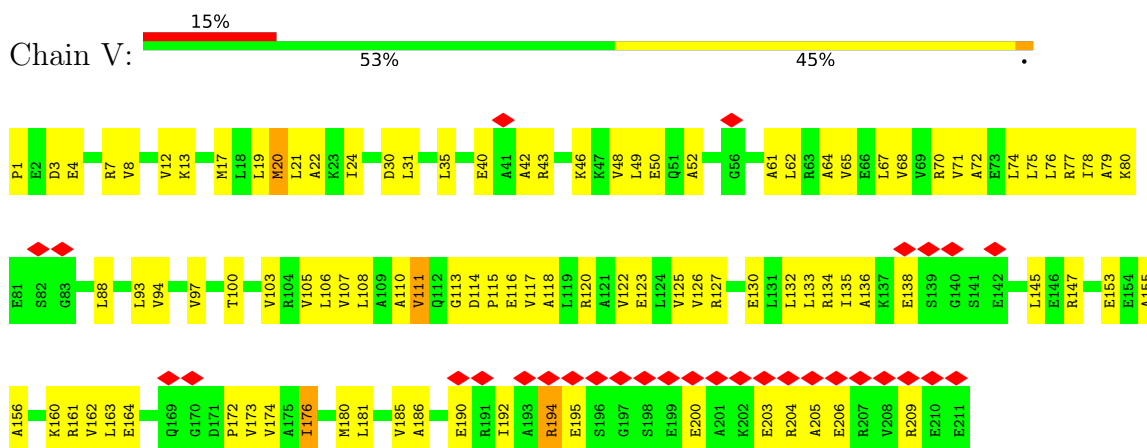 15%
Chain V:
53% 45% •
P1 E2 D3 E4 R7 V8 V12 K13 M17 L18 L19 M20 L21 A22 K23 I24 D30 L31 L35 E40 A41 A42 R43 K46 K47 V48 L49 E50 Q51 A52 G56 A61 L62 R63 A64 V65 E66 L67 V68 V69 R70 V71 A72 E73 L74 L75 L76 R77 I78 A79 K80
E81 S82 G83 L88 L93 V94 V97 T100 V103 R104 V105 L106 V107 L108 A109 A110 V111 Q112 G113 D114 P115 E116 V117 A118 L119 R120 A121 V122 E123 L124 V125 V126 R127 E130 L131 L132 L133 R134 I135 A136 K137 E138 S139 G140 S141 E142 L145 E146 R147 E153 E154 A155
A156 K160 R161 V162 L163 E164 Q169 G170 D171 P172 V173 V174 A175 I176 M180 L181 V185 A186 E190 R191 I192 A193 R194 E195 S196 G197 S198 E199 E200 A201 K202 E203 R204 A205 E206 R207 V208 R209 E210 E211